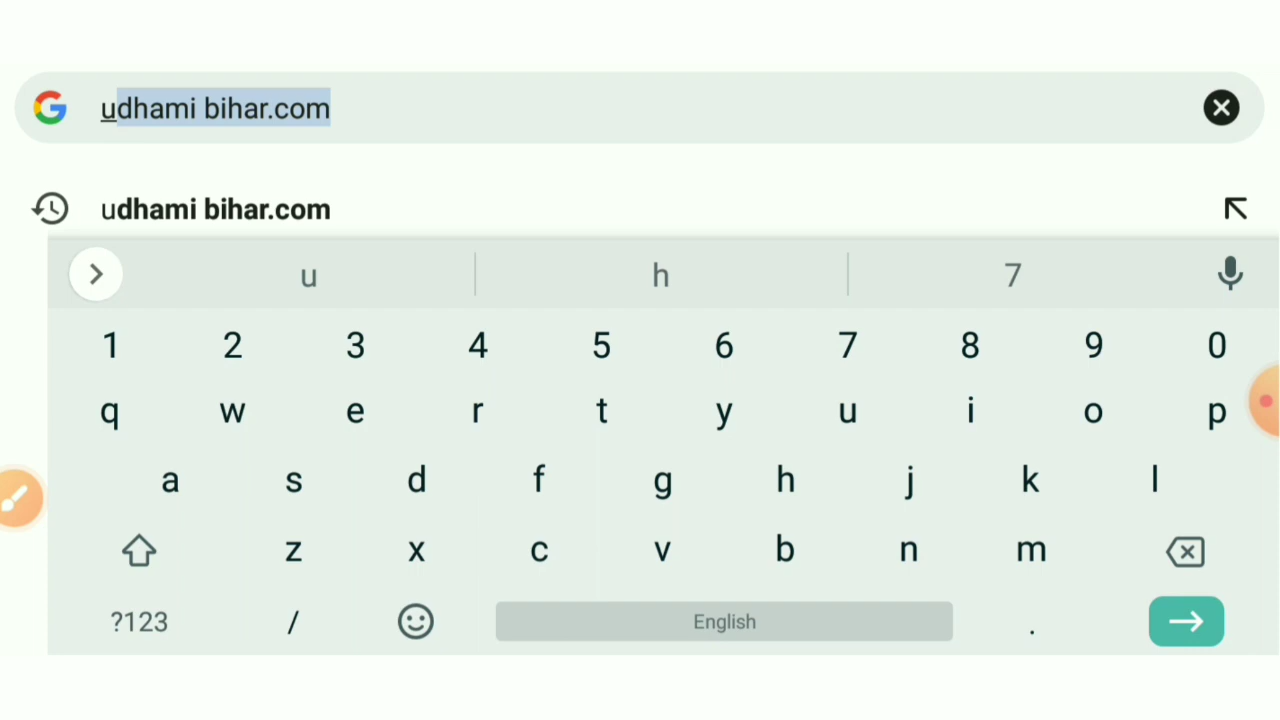 udhami bihar.com
udhami bihar.com
u h 7
1 2 3 4 5 6 7 8 9 0
q w e r t y u i o p
a s d f g h j k l
z x c v b n m
?123 / English .